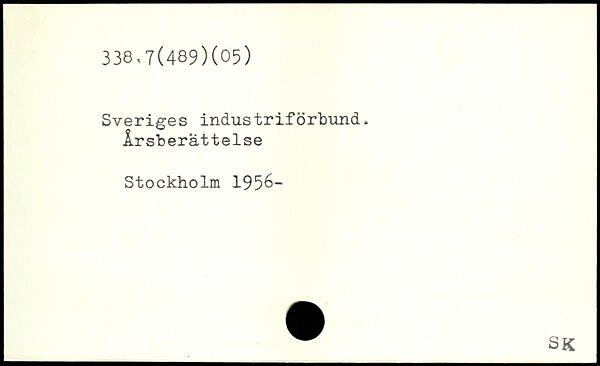 338.7(489)(05)
Sveriges industriförbund.
Årsberättelse
Stockholm 1956-
SK